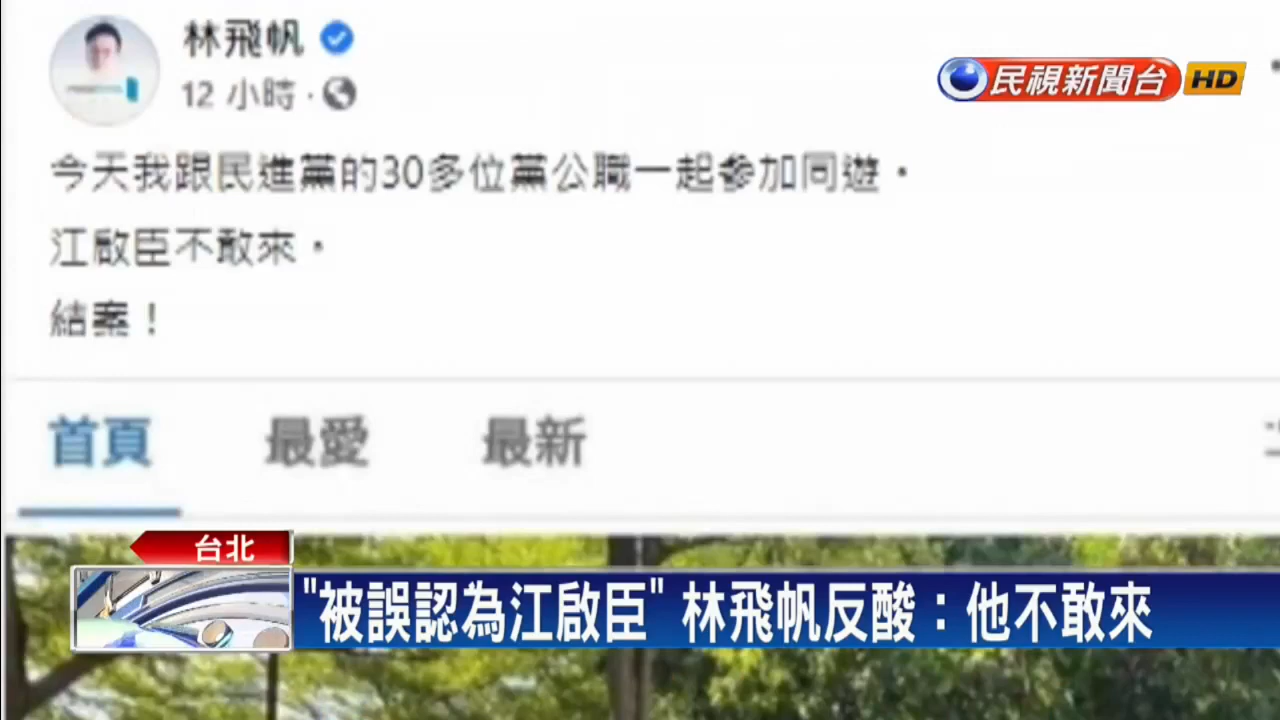 林飛帆
12 小時
民視新聞台 HD
今天我跟民進黨的30多位黨公職一起參加同遊。
江啟臣不敢來。
結案！
首頁 最愛 最新
台北
"被誤認為江啟臣" 林飛帆反酸：他不敢來